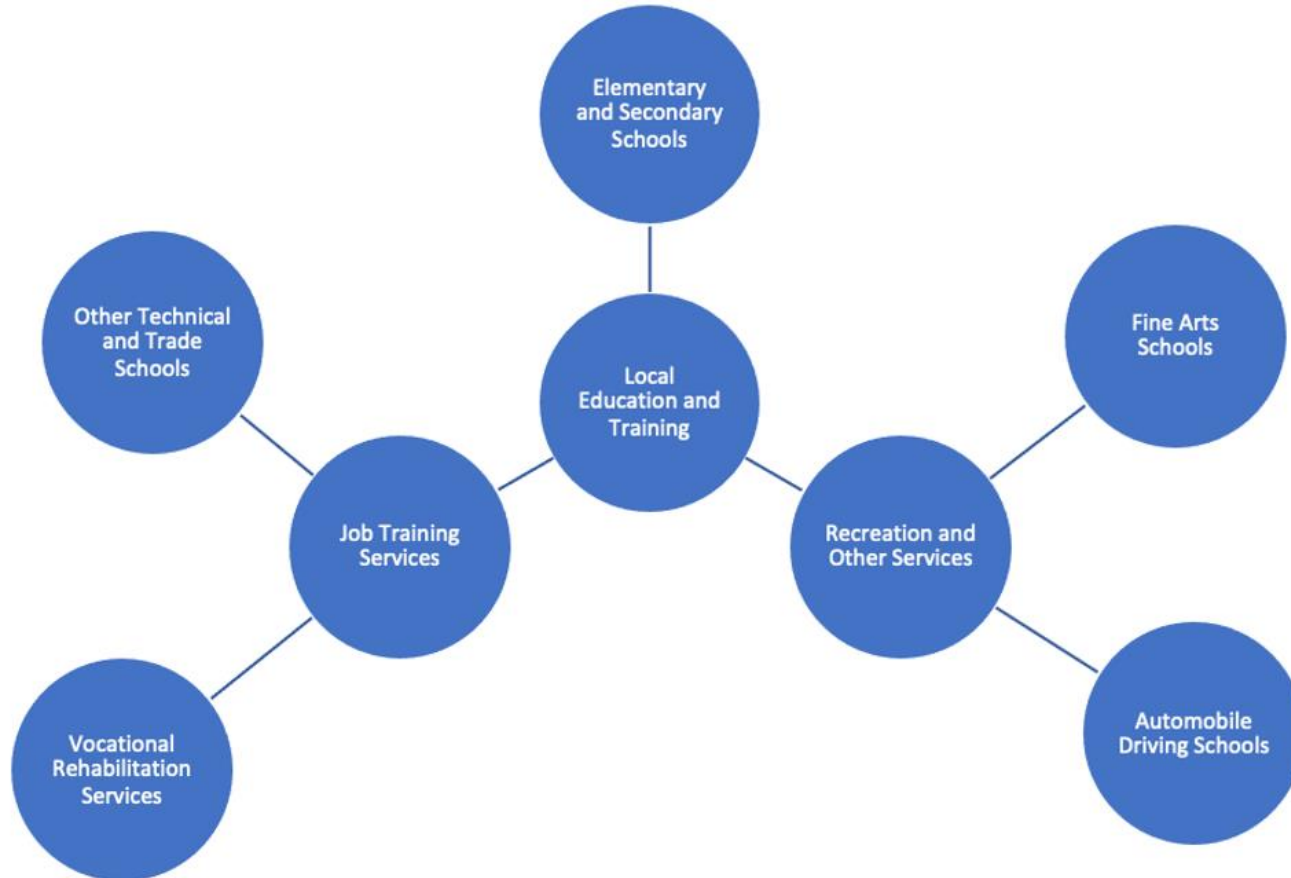 Elementary
and Secondary
Schools
Other Technical
and Trade
Schools
Fine Arts
Schools
Local
Education and
Training
Job Training
Services
Recreation and
Other Services
Vocational
Rehabilitation
Services
Automobile
Driving Schools